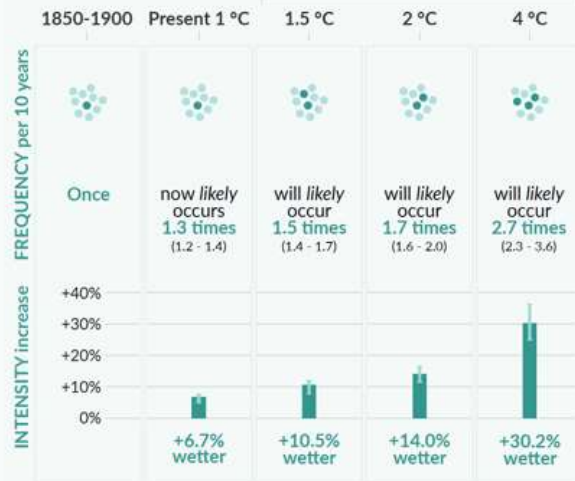 1850-1900 Present 1 °C 1.5 °C 2 °C 4 °C
FREQUENCY per 10 years
Once
now likely occurs 1.3 times (1.2 - 1.4)
will likely occur 1.5 times (1.4 - 1.7)
will likely occur 1.7 times (1.6 - 2.0)
will likely occur 2.7 times (2.3 - 3.6)
INTENSITY increase
+40%
+30%
+20%
+10%
0%
+6.7% wetter
+10.5% wetter
+14.0% wetter
+30.2% wetter